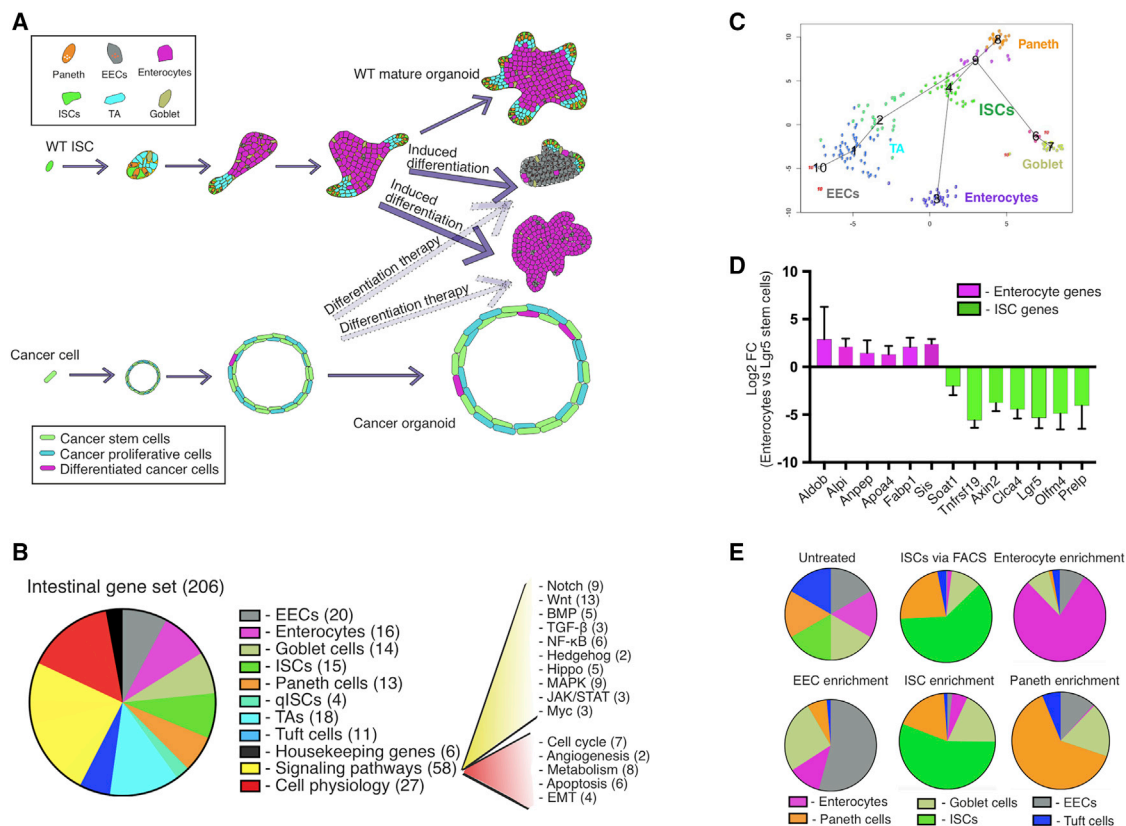 A
Paneth
EECs
Enterocytes
ISCs
TA
Goblet
WT ISC
WT mature organoid
Induced
differentiation
Induced
differentiation
Differentiation therapy
Differentiation therapy
Cancer cell
Cancer organoid
Cancer stem cells
Cancer proliferative cells
Differentiated cancer cells
B
Intestinal gene set (206)
- EECs (20)
- Enterocytes (16)
- Goblet cells (14)
- ISCs (15)
- Paneth cells (13)
- qISCs (4)
- TAs (18)
- Tuft cells (11)
- Housekeeping genes (6)
- Signaling pathways (58)
- Cell physiology (27)
- Notch (9)
- Wnt (13)
- BMP (5)
- TGF-β (3)
- NF-κB (6)
- Hedgehog (2)
- Hippo (5)
- MAPK (9)
- JAK/STAT (3)
- Myc (3)
- Cell cycle (7)
- Angiogenesis (2)
- Metabolism (8)
- Apoptosis (6)
- EMT (4)
C
10
5
0
-5
-10
-5
0
5
8
Paneth
9
4
ISCs
2
TA
1
6
7
Goblet
10
EECs
3
Enterocytes
D
Log2 FC
(Enterocytes vs Lgr5 stem cells)
10
5
0
-5
-10
- Enterocyte genes
- ISC genes
Aldob
Alpi
Anpep
Apoa4
Fabp1
Sis
Soat1
Tnfrsf19
Axin2
Clca4
Lgr5
Olfm4
Prelp
E
Untreated
ISCs via FACS
Enterocyte enrichment
EEC enrichment
ISC enrichment
Paneth enrichment
- Enterocytes
- Goblet cells
- EECs
- Paneth cells
- ISCs
- Tuft cells